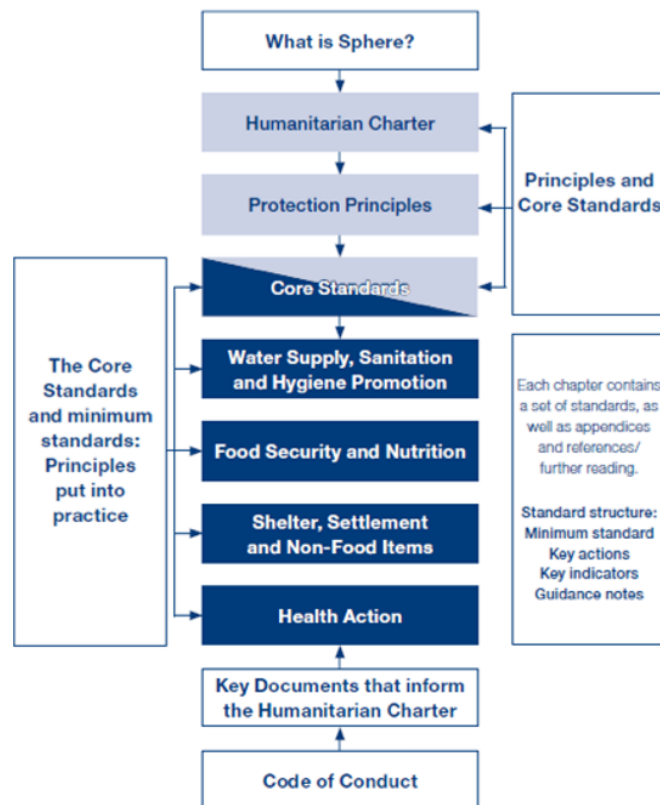 What is Sphere?
Humanitarian Charter
Protection Principles
Principles and
Core Standards
Core Standards
The Core
Standards
and minimum
standards:
Principles
put into
practice
Water Supply, Sanitation
and Hygiene Promotion
Food Security and Nutrition
Shelter, Settlement
and Non-Food Items
Health Action
Each chapter contains
a set of standards, as
well as appendices
and references/
further reading.
Standard structure:
Minimum standard
Key actions
Key indicators
Guidance notes
Key Documents that inform
the Humanitarian Charter
Code of Conduct